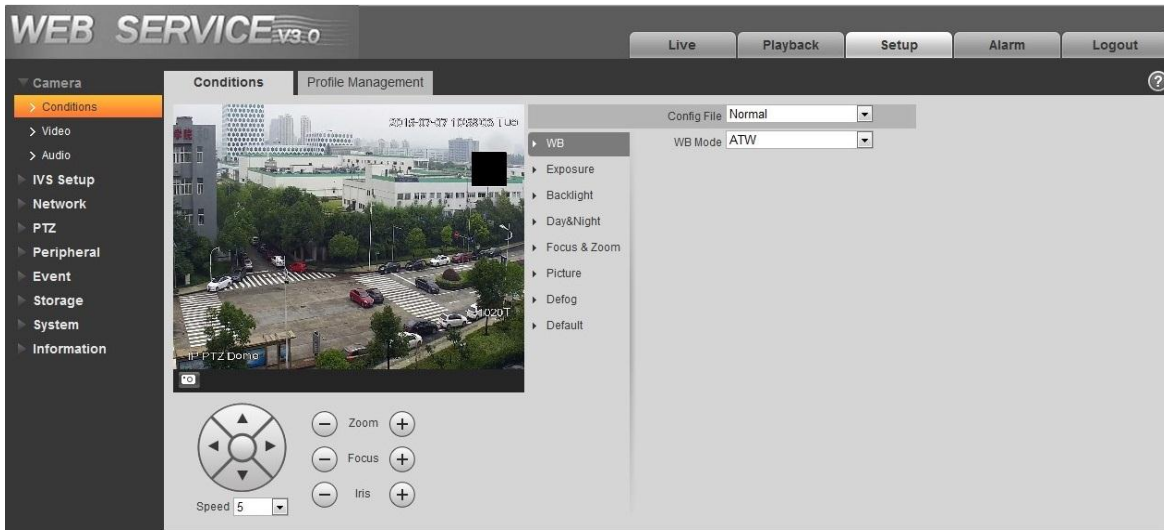 WEB SERVICE V3.0
Live
Playback
Setup
Alarm
Logout
Camera
Conditions
Video
Audio
IVS Setup
Network
PTZ
Peripheral
Event
Storage
System
Information
Conditions
Profile Management
?
学院
IP PTZ Dome
Zoom
Focus
Iris
Speed 5
WB
Exposure
Backlight
Day&Night
Focus & Zoom
Picture
Defog
Default
Config File Normal
WB Mode ATW